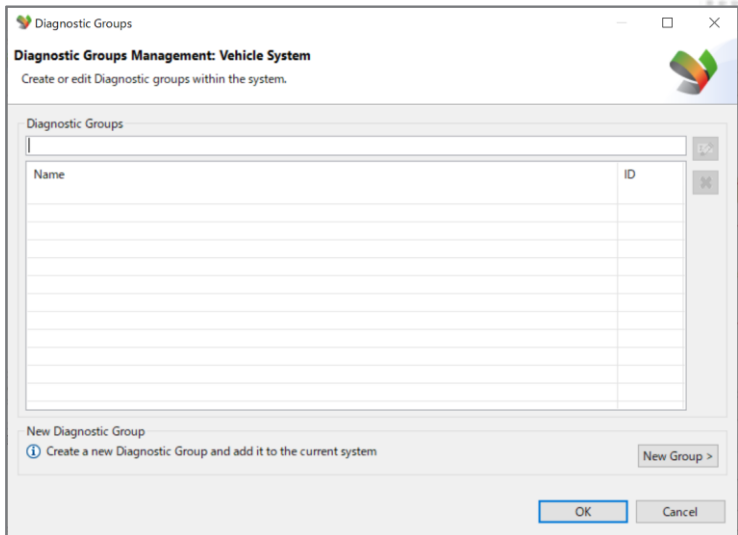 Diagnostic Groups
Diagnostic Groups Management: Vehicle System
Create or edit Diagnostic groups within the system.
Diagnostic Groups
Name ID
New Diagnostic Group
Create a new Diagnostic Group and add it to the current system
New Group >
OK Cancel